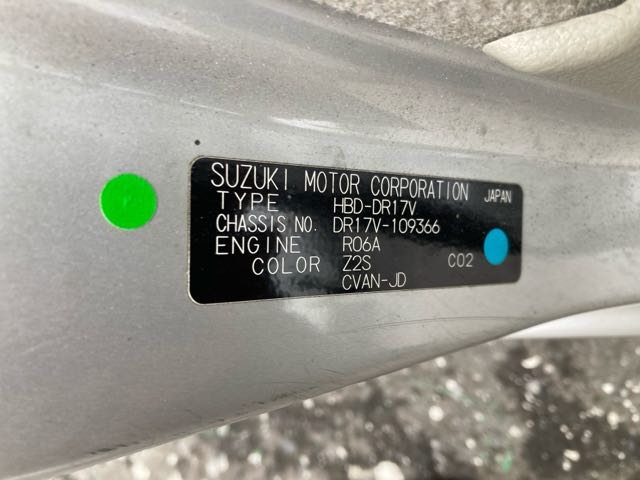 SUZUKI MOTOR CORPORATION JAPAN
TYPE HBD-DR17V
CHASSIS NO. DR17V-109366
ENGINE R06A
COLOR Z2S C02
CVAN-JD